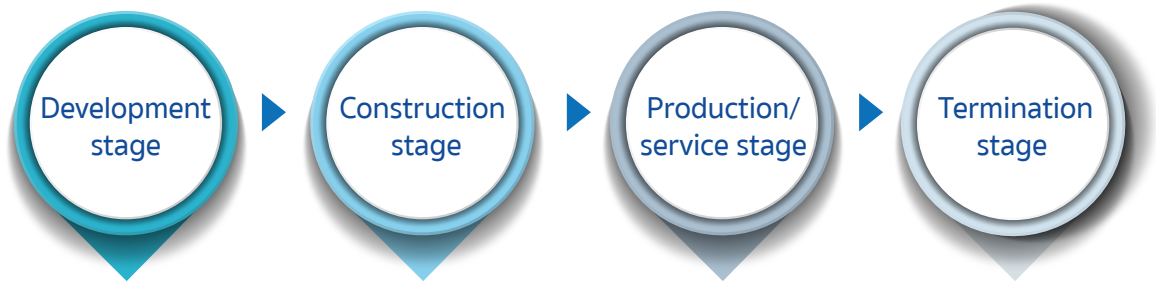 Development
stage
Construction
stage
Production/
service stage
Termination
stage